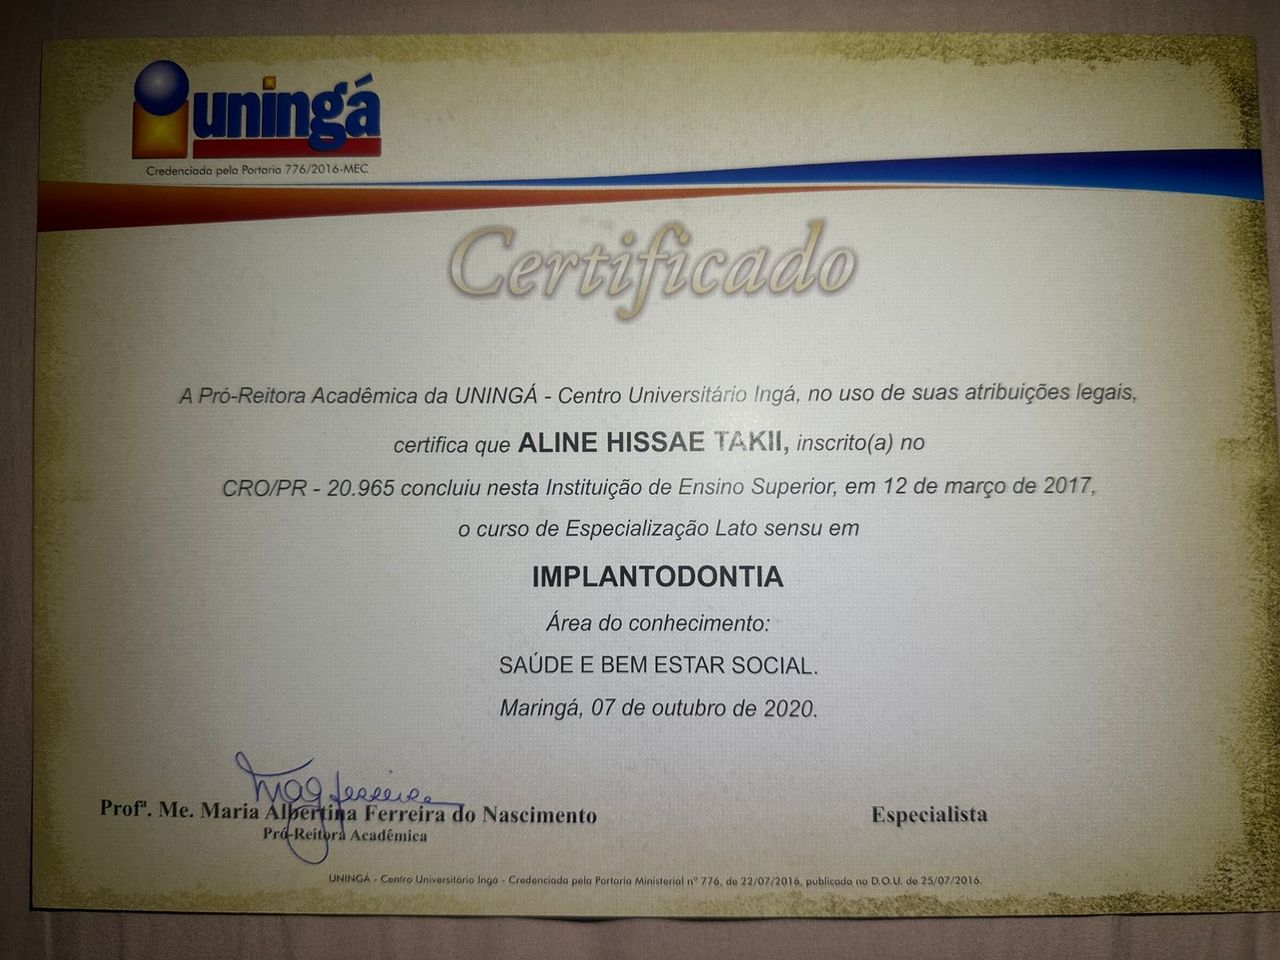 uningá
Credenciada pela Portaria 776/2016-MEC
Certificado
A Pró-Reitora Acadêmica da UNINGÁ - Centro Universitário Ingá, no uso de suas atribuições legais,
certifica que ALINE HISSAE TAKII, inscrito(a) no
CRO/PR - 20.965 concluiu nesta Instituição de Ensino Superior, em 12 de março de 2017,
o curso de Especialização Lato sensu em
IMPLANTODONTIA
Área do conhecimento:
SAÚDE E BEM ESTAR SOCIAL.
Maringá, 07 de outubro de 2020.
Profª. Me. Maria Albertina Ferreira do Nascimento
Pró-Reitora Acadêmica
Especialista
UNINGÁ - Centro Universitário Ingá - Credenciada pela Portaria Ministerial nº 776, de 22/07/2016, publicada no D.O.U. de 25/07/2016.